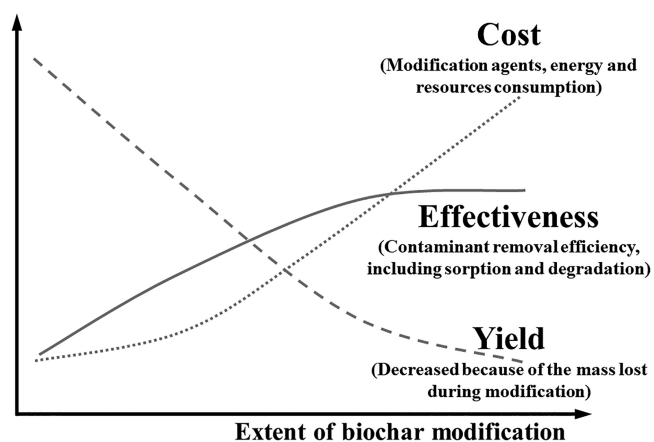 Cost
(Modification agents, energy and
resources consumption)
Effectiveness
(Contaminant removal efficiency,
including sorption and degradation)
Yield
(Decreased because of the mass lost
during modification)
Extent of biochar modification